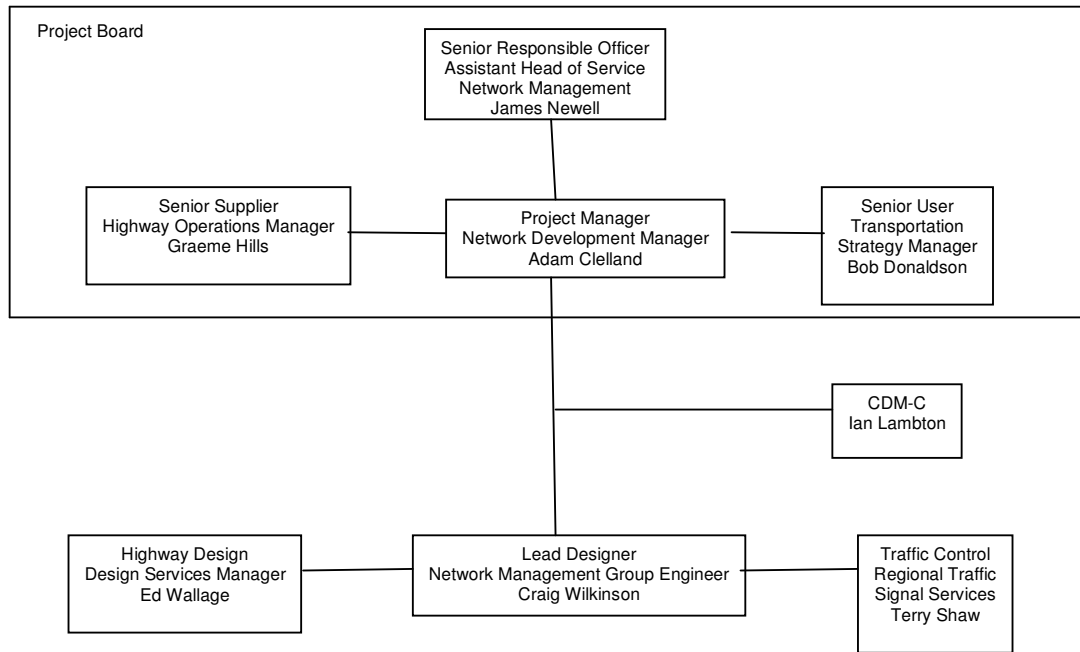 Project Board
Senior Responsible Officer
Assistant Head of Service
Network Management
James Newell
Senior Supplier
Highway Operations Manager
Graeme Hills
Project Manager
Network Development Manager
Adam Clelland
Senior User
Transportation
Strategy Manager
Bob Donaldson
CDM-C
Ian Lambton
Highway Design
Design Services Manager
Ed Wallage
Lead Designer
Network Management Group Engineer
Craig Wilkinson
Traffic Control
Regional Traffic
Signal Services
Terry Shaw